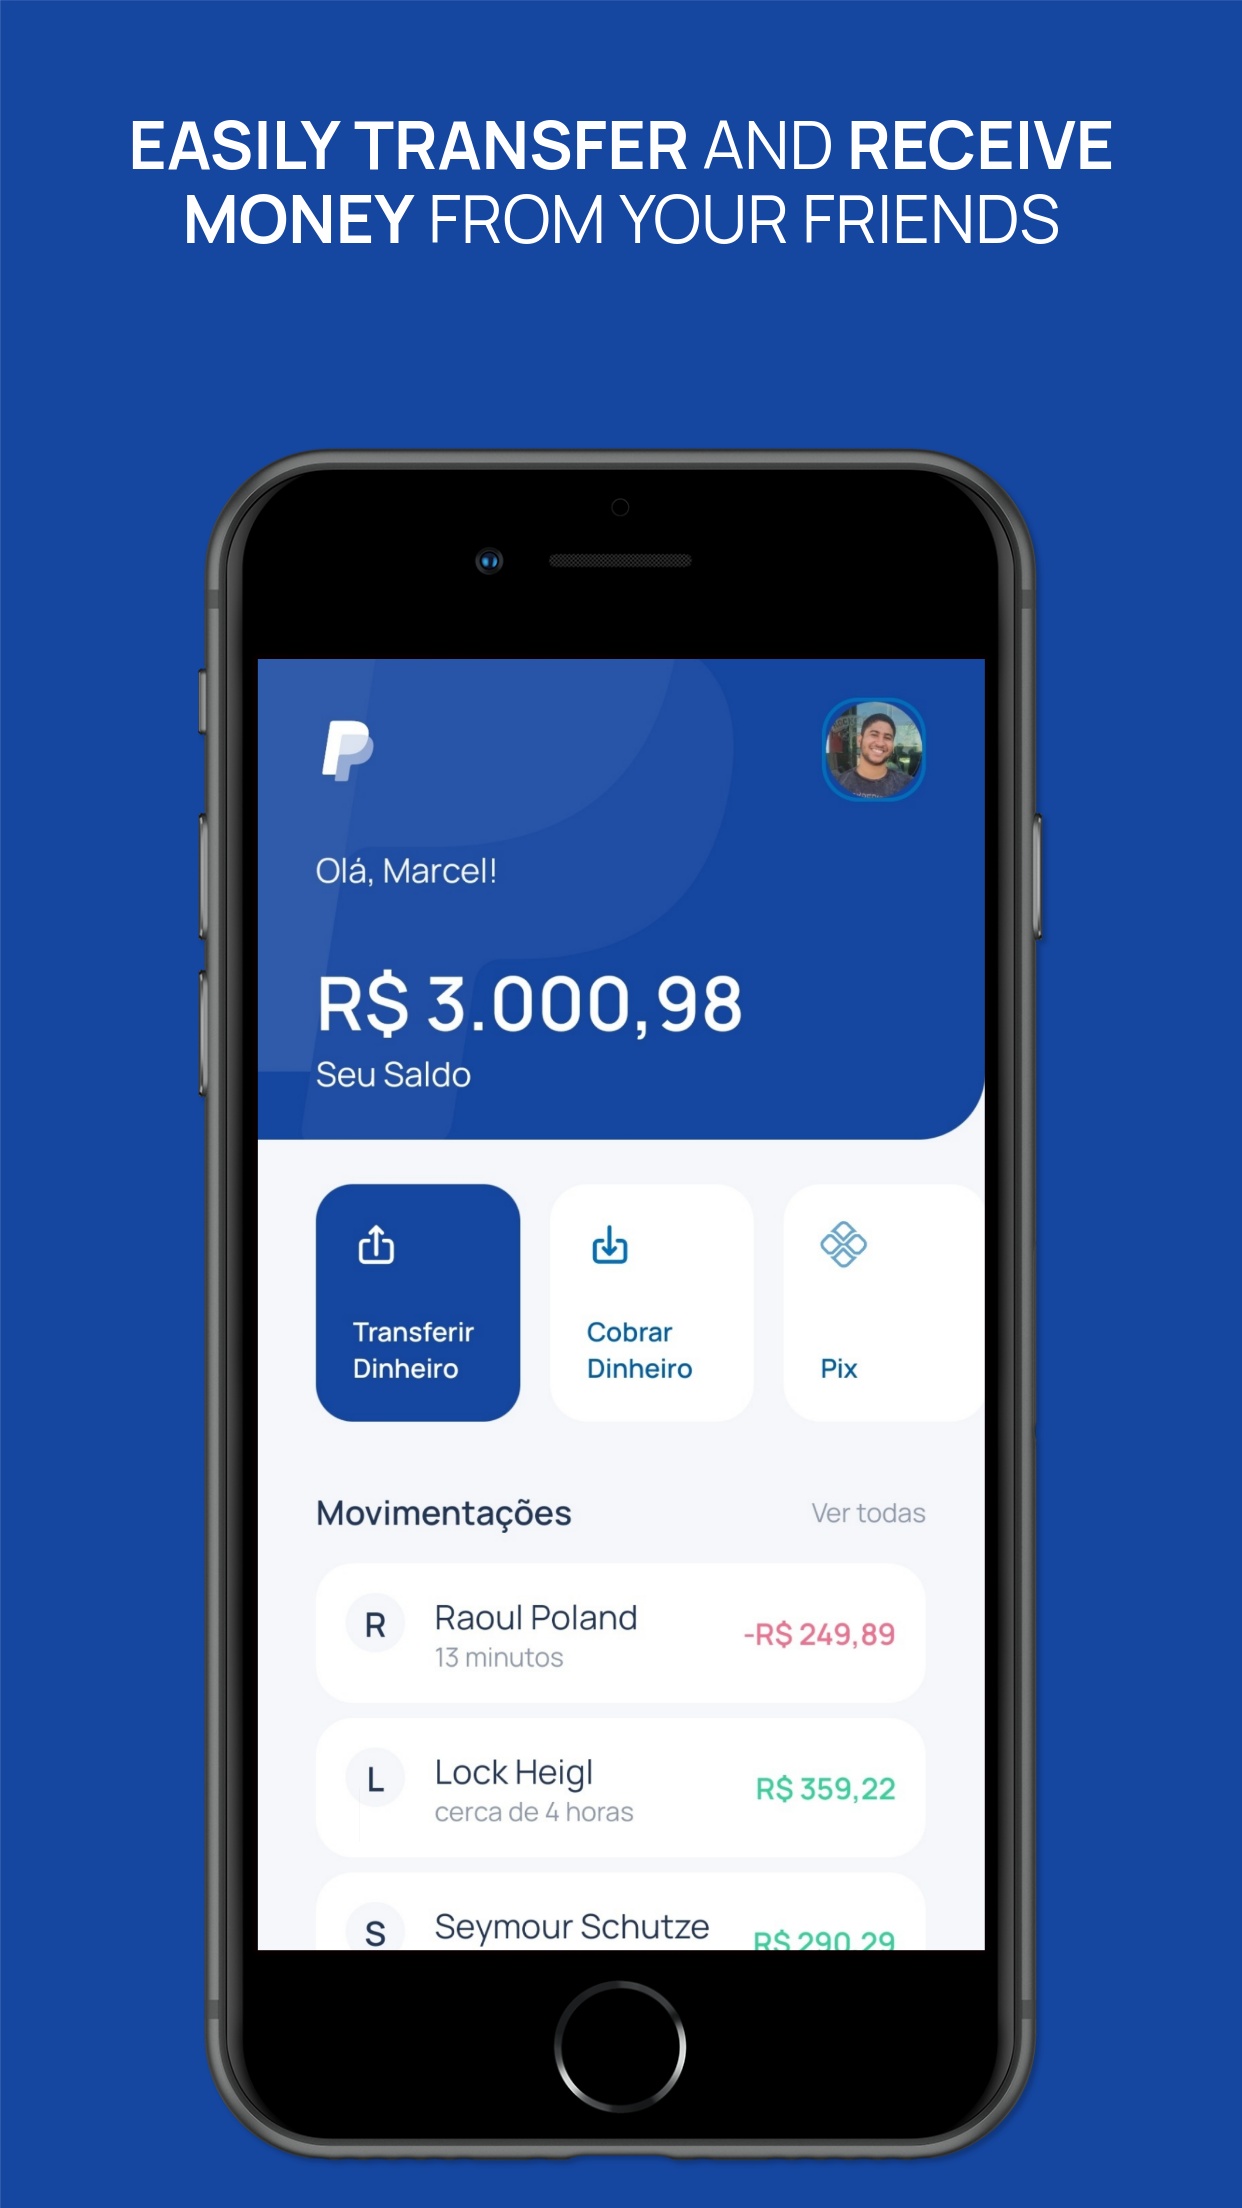 EASILY TRANSFER AND RECEIVE
MONEY FROM YOUR FRIENDS
Olá, Marcel!
R$ 3.000,98
Seu Saldo
Transferir
Dinheiro
Cobrar
Dinheiro
Pix
Movimentações
Ver todas
R
Raoul Poland
-R$ 249,89
13 minutos
L
Lock Heigl
R$ 359,22
cerca de 4 horas
S
Seymour Schutze
R$ 290,29